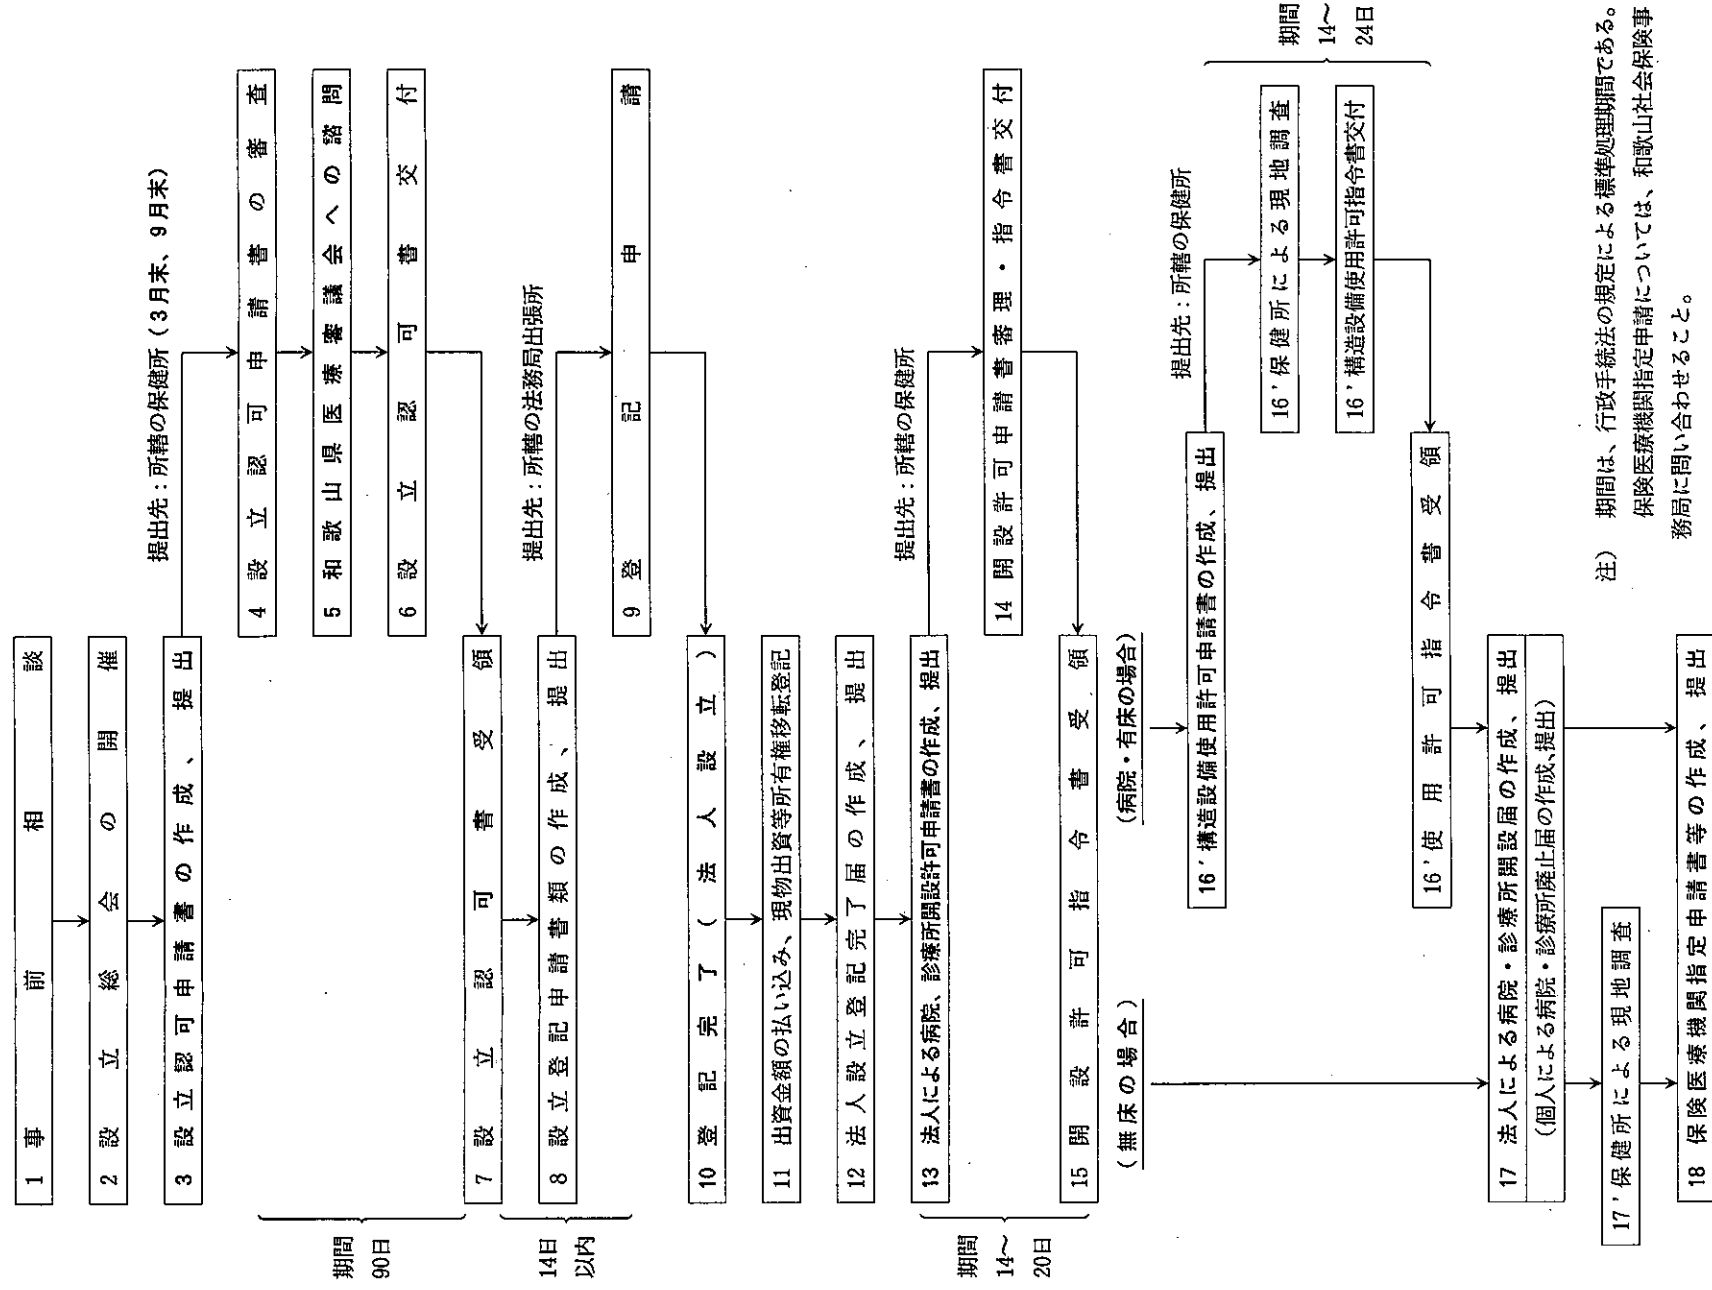 1 事前相談
2 設立総会の開催
3 設立認可申請書の作成、提出
提出先：所轄の保健所（3月末、9月末）
4 設立認可申請書の審査
5 和歌山県医療審議会への諮問
6 設立認可書交付
期間
90日
7 設立認可書受領
14日
以内
8 設立登記申請書類の作成、提出
提出先：所轄の法務局出張所
9 登記申請
10 登記完了（法人設立）
11 出資金額の払い込み、現物出資等所有権移転登記
12 法人設立登記完了届の作成、提出
13 法人による病院、診療所開設許可申請書の作成、提出
提出先：所轄の保健所
14 開設許可申請書審理・指令書交付
期間
14〜
20日
15 開設許可指令書受領
（無床の場合）
（病院・有床の場合）
16’構造設備使用許可申請書の作成、提出
提出先：所轄の保健所
16’保健所による現地調査
16’構造設備使用許可指令書交付
期間
14〜
24日
16’使用許可指令書受領
17 法人による病院・診療所開設届の作成、提出
（個人による病院・診療所廃止届の作成、提出）
17’保健所による現地調査
18 保険医療機関指定申請書等の作成、提出
注） 期間は、行政手続法の規定による標準処理期間である。
保険医療機関指定申請については、和歌山社会保険事
務局に問い合わせること。